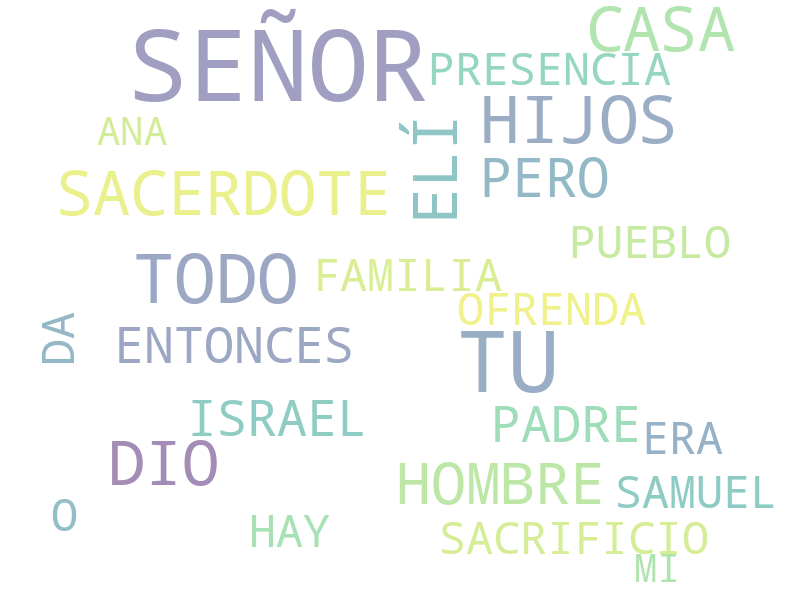 CASA
SEÑOR
PRESENCIA
HIJOS
ANA
ELÍ
PERO
SACERDOTE
PUEBLO
TODO
FAMILIA
OFRENDA
DA
ENTONCES
TU
ISRAEL
PADRE
ERA
DIO
HOMBRE
SAMUEL
O
HAY
SACRIFICIO
MI